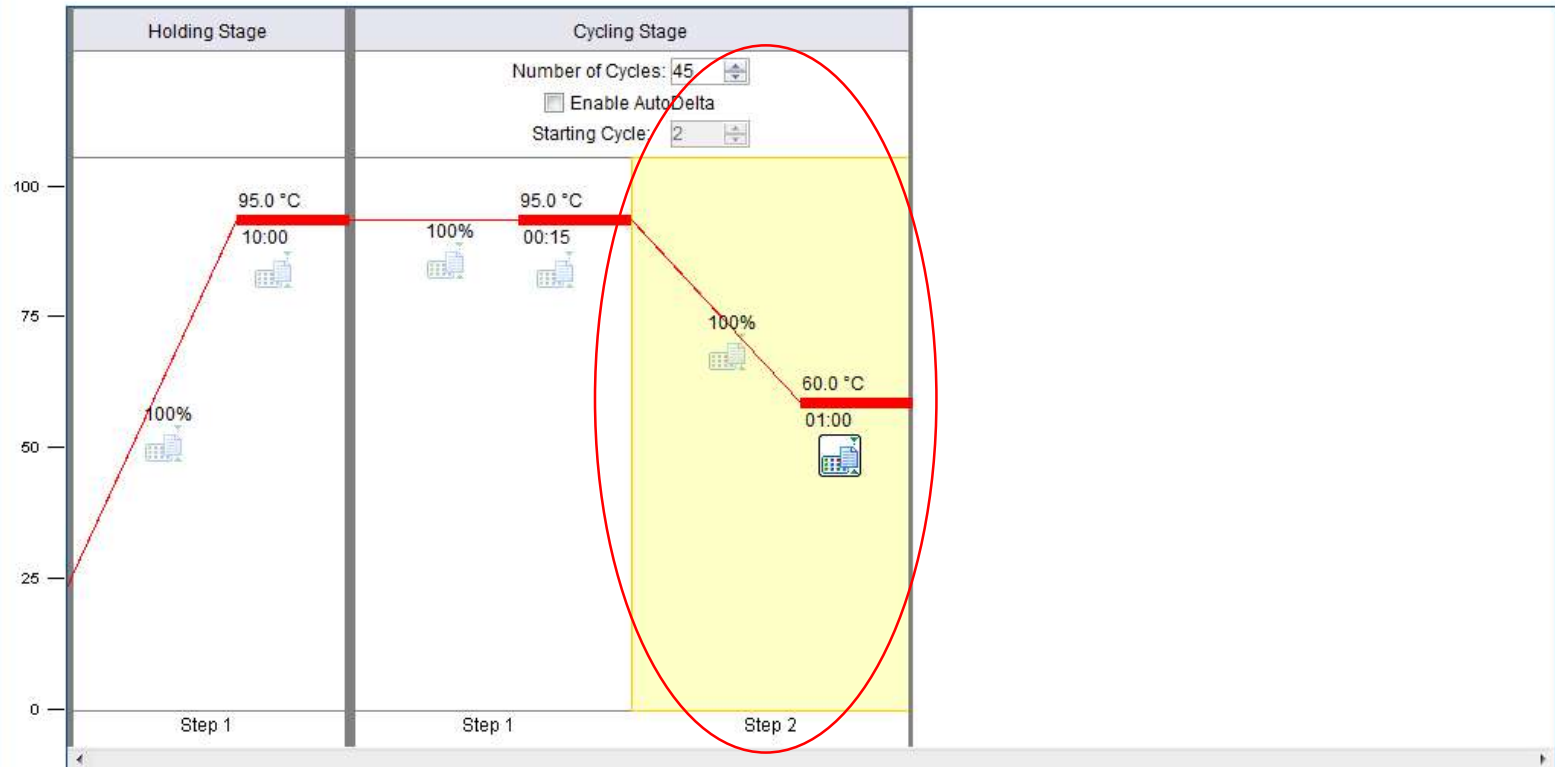 Holding Stage
Cycling Stage
Number of Cycles: 45
Enable AutoDelta
Starting Cycle: 2
100
95.0 °C
95.0 °C
10:00
100%
00:15
75
100%
60.0 °C
100%
01:00
50
25
0
Step 1
Step 1
Step 2